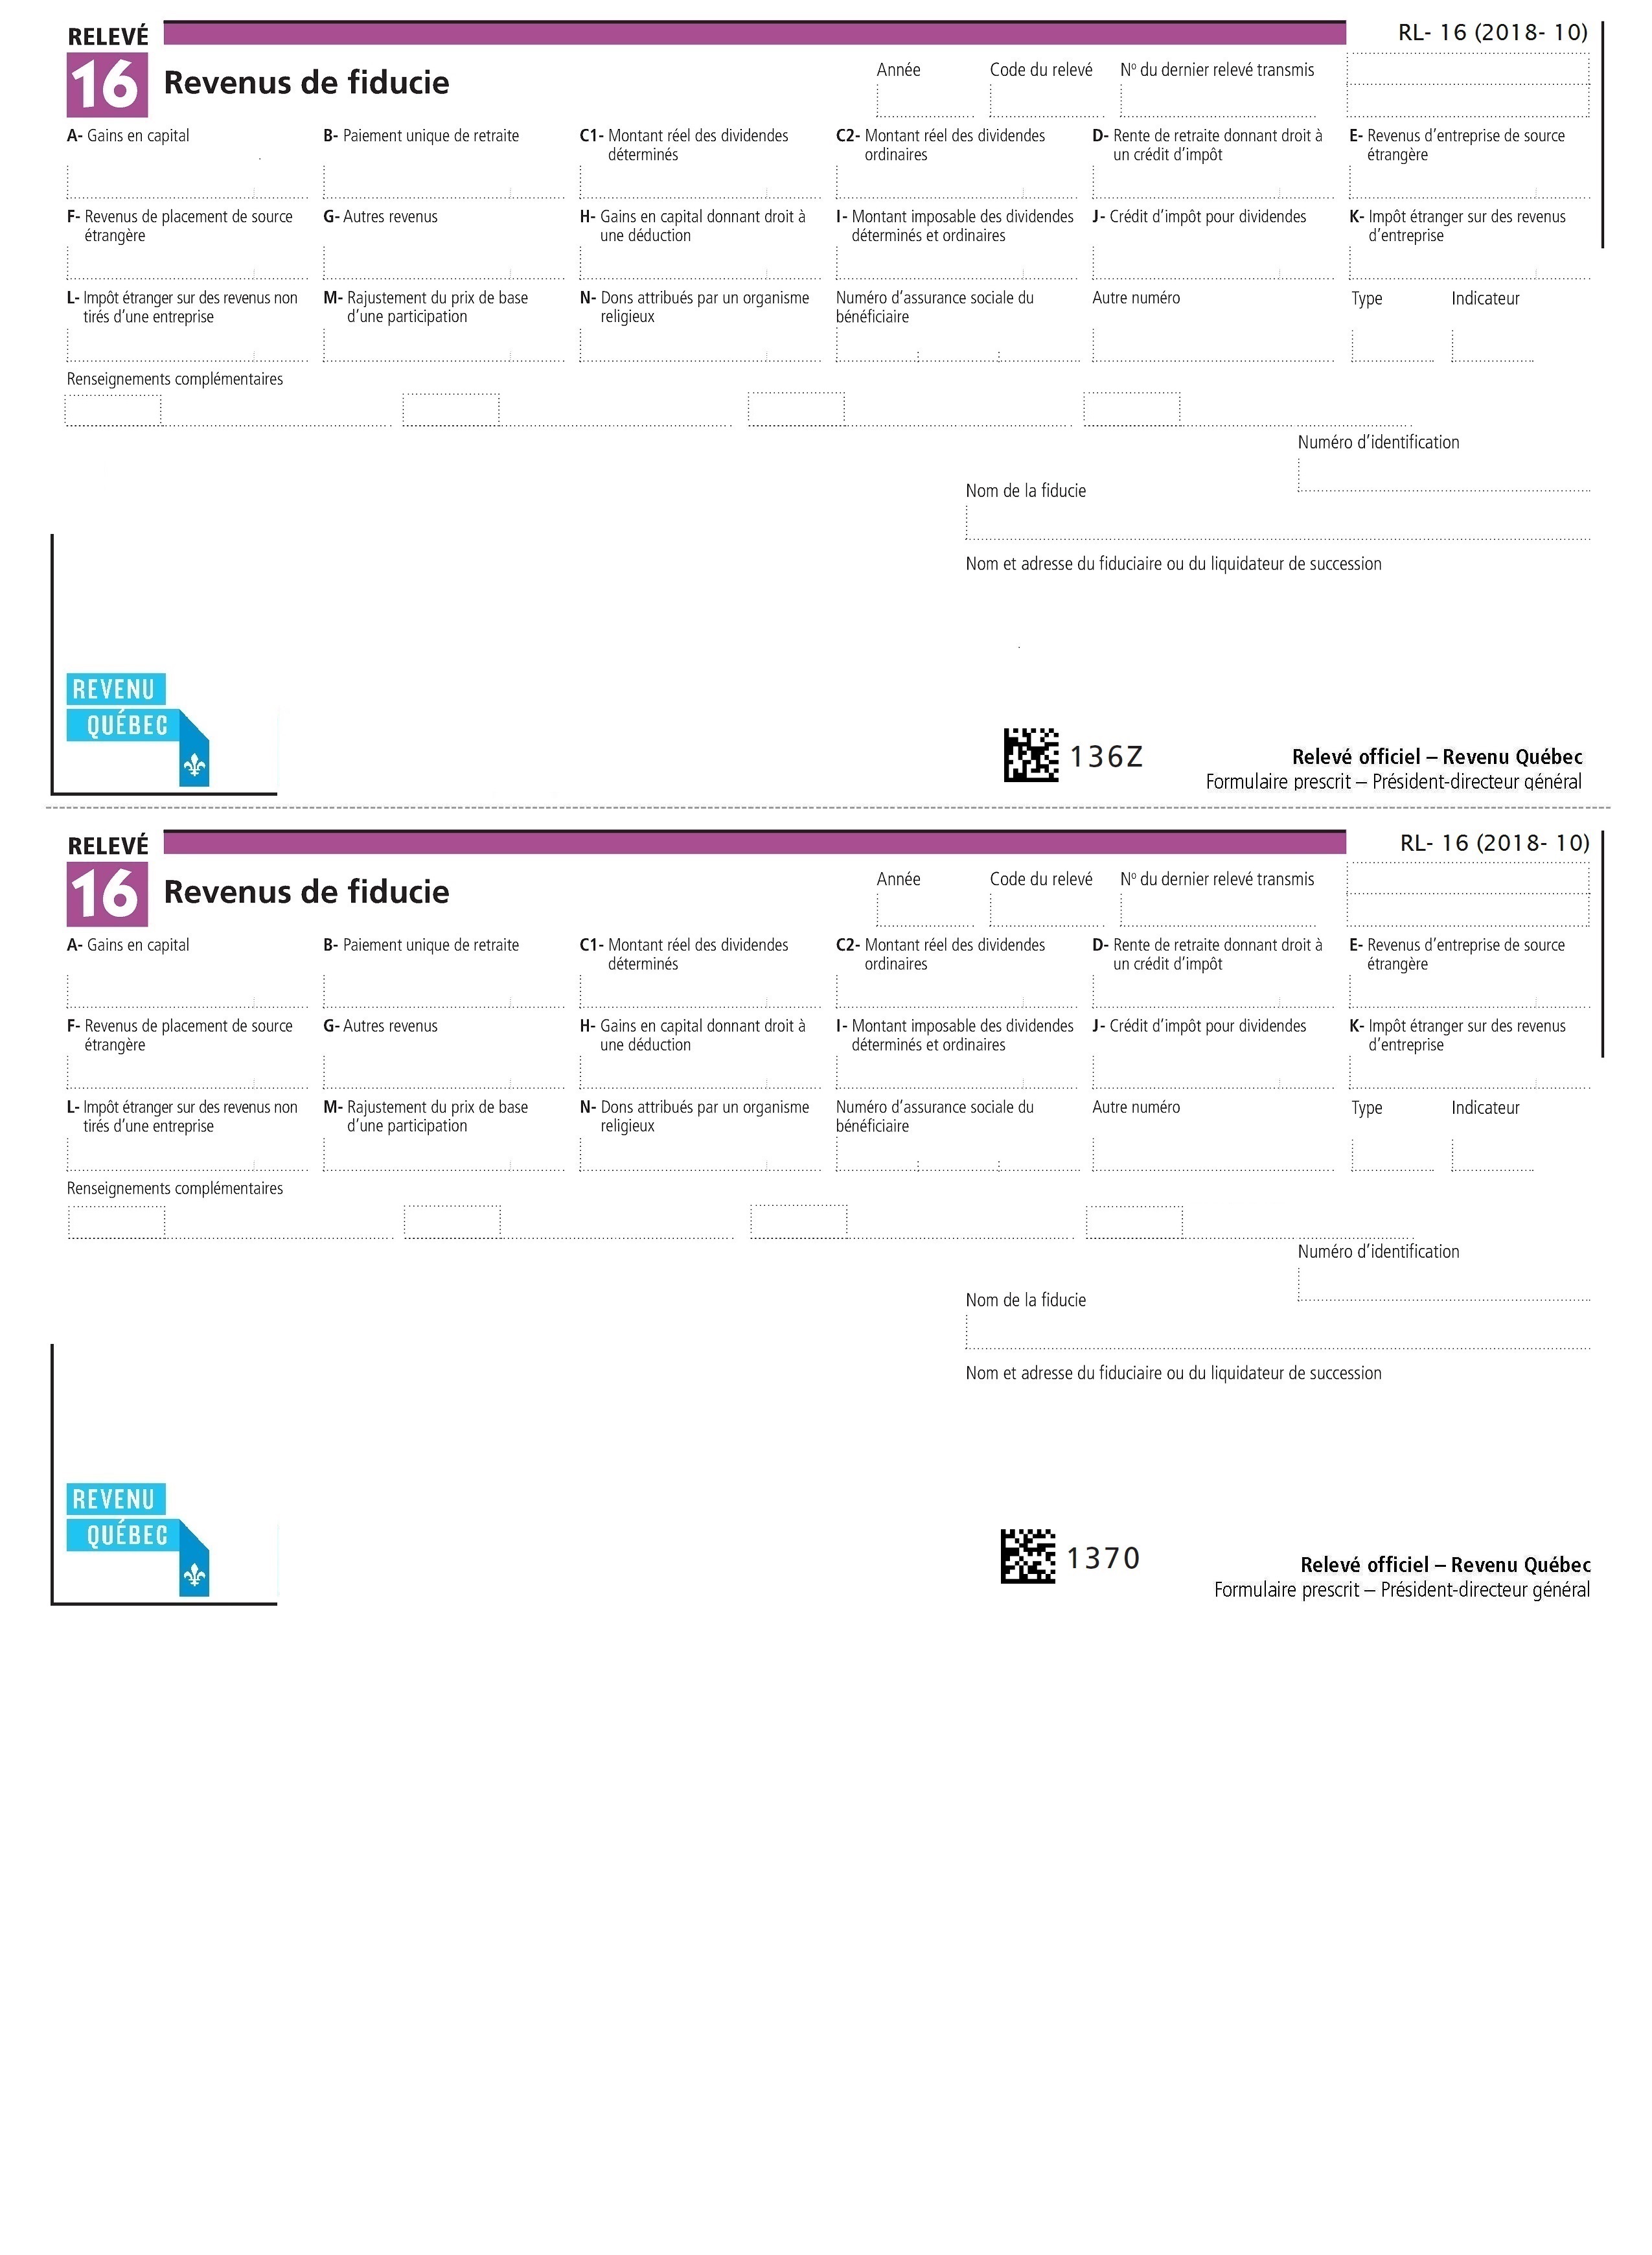 RELEVÉ
RL- 16 (2018- 10)
16 Revenus de fiducie
Année Code du relevé Nº du dernier relevé transmis
A- Gains en capital B- Paiement unique de retraite C1- Montant réel des dividendes C2- Montant réel des dividendes D- Rente de retraite donnant droit à E- Revenus d’entreprise de source
déterminés ordinaires un crédit d’impôt étrangère
F- Revenus de placement de source G- Autres revenus H- Gains en capital donnant droit à I- Montant imposable des dividendes J- Crédit d’impôt pour dividendes K- Impôt étranger sur des revenus
étrangère une déduction déterminés et ordinaires d’entreprise
L- Impôt étranger sur des revenus non M- Rajustement du prix de base N- Dons attribués par un organisme Numéro d’assurance sociale du Autre numéro Type Indicateur
tirés d’une entreprise d’une participation religieux bénéficiaire
Renseignements complémentaires
Numéro d’identification
Nom de la fiducie
Nom et adresse du fiduciaire ou du liquidateur de succession
REVENU
QUÉBEC
136Z
Relevé officiel – Revenu Québec
Formulaire prescrit – Président-directeur général
RELEVÉ
RL- 16 (2018- 10)
16 Revenus de fiducie
Année Code du relevé Nº du dernier relevé transmis
A- Gains en capital B- Paiement unique de retraite C1- Montant réel des dividendes C2- Montant réel des dividendes D- Rente de retraite donnant droit à E- Revenus d’entreprise de source
déterminés ordinaires un crédit d’impôt étrangère
F- Revenus de placement de source G- Autres revenus H- Gains en capital donnant droit à I- Montant imposable des dividendes J- Crédit d’impôt pour dividendes K- Impôt étranger sur des revenus
étrangère une déduction déterminés et ordinaires d’entreprise
L- Impôt étranger sur des revenus non M- Rajustement du prix de base N- Dons attribués par un organisme Numéro d’assurance sociale du Autre numéro Type Indicateur
tirés d’une entreprise d’une participation religieux bénéficiaire
Renseignements complémentaires
Numéro d’identification
Nom de la fiducie
Nom et adresse du fiduciaire ou du liquidateur de succession
REVENU
QUÉBEC
1370
Relevé officiel – Revenu Québec
Formulaire prescrit – Président-directeur général